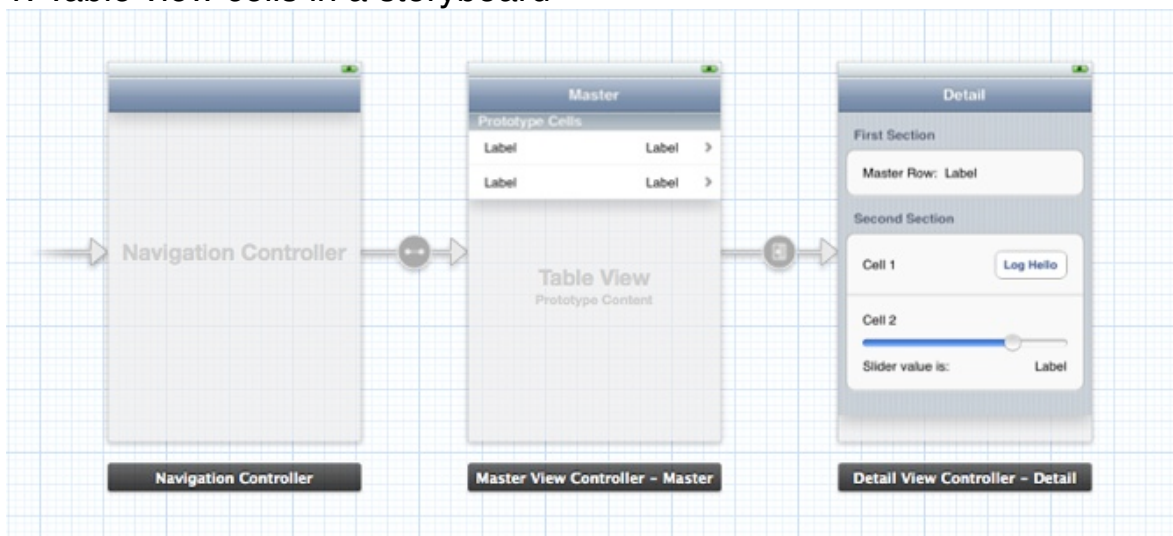 Master
Detail
Prototype Cells
Label Label
Label Label
First Section
Master Row: Label
Second Section
Navigation Controller
Cell 1 Log Hello
Table View
Prototype Content
Cell 2
Slider value is: Label
Navigation Controller
Master View Controller - Master
Detail View Controller - Detail